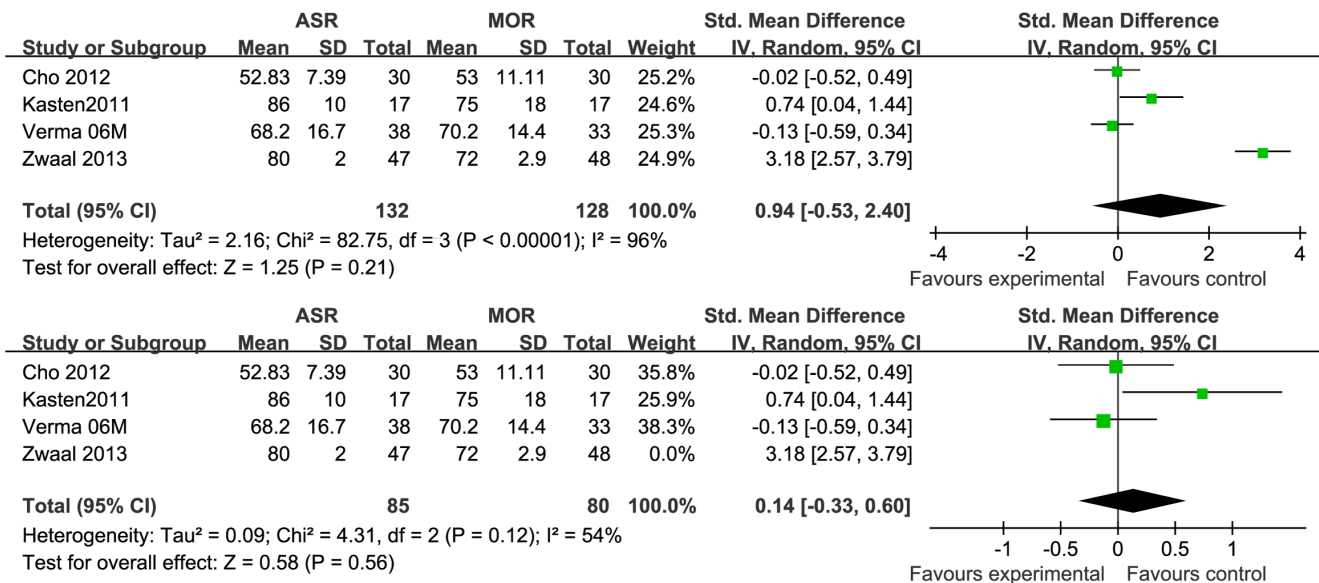 ASR MOR Std. Mean Difference Std. Mean Difference
Study or Subgroup Mean SD Total Mean SD Total Weight IV, Random, 95% CI IV, Random, 95% CI
Cho 2012 52.83 7.39 30 53 11.11 30 25.2% -0.02 [-0.52, 0.49]
Kasten2011 86 10 17 75 18 17 24.6% 0.74 [0.04, 1.44]
Verma 06M 68.2 16.7 38 70.2 14.4 33 25.3% -0.13 [-0.59, 0.34]
Zwaal 2013 80 2 47 72 2.9 48 24.9% 3.18 [2.57, 3.79]
Total (95% CI) 132 128 100.0% 0.94 [-0.53, 2.40]
Heterogeneity: Tau² = 2.16; Chi² = 82.75, df = 3 (P < 0.00001); I² = 96%
Test for overall effect: Z = 1.25 (P = 0.21)
-4 -2 0 2 4
Favours experimental Favours control
ASR MOR Std. Mean Difference Std. Mean Difference
Study or Subgroup Mean SD Total Mean SD Total Weight IV, Random, 95% CI IV, Random, 95% CI
Cho 2012 52.83 7.39 30 53 11.11 30 35.8% -0.02 [-0.52, 0.49]
Kasten2011 86 10 17 75 18 17 25.9% 0.74 [0.04, 1.44]
Verma 06M 68.2 16.7 38 70.2 14.4 33 38.3% -0.13 [-0.59, 0.34]
Zwaal 2013 80 2 47 72 2.9 48 0.0% 3.18 [2.57, 3.79]
Total (95% CI) 85 80 100.0% 0.14 [-0.33, 0.60]
Heterogeneity: Tau² = 0.09; Chi² = 4.31, df = 2 (P = 0.12); I² = 54%
Test for overall effect: Z = 0.58 (P = 0.56)
-1 -0.5 0 0.5 1
Favours experimental Favours control